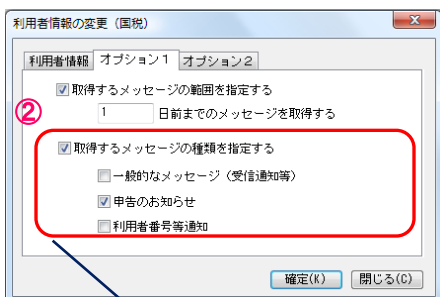 利用者情報の変更（国税）
利用者情報 オプション１ オプション２
取得するメッセージの範囲を指定する
② 1 日前までのメッセージを取得する
取得するメッセージの種類を指定する
一般的なメッセージ（受信通知等）
申告のお知らせ
利用者番号等通知
確定(K) 閉じる(C)